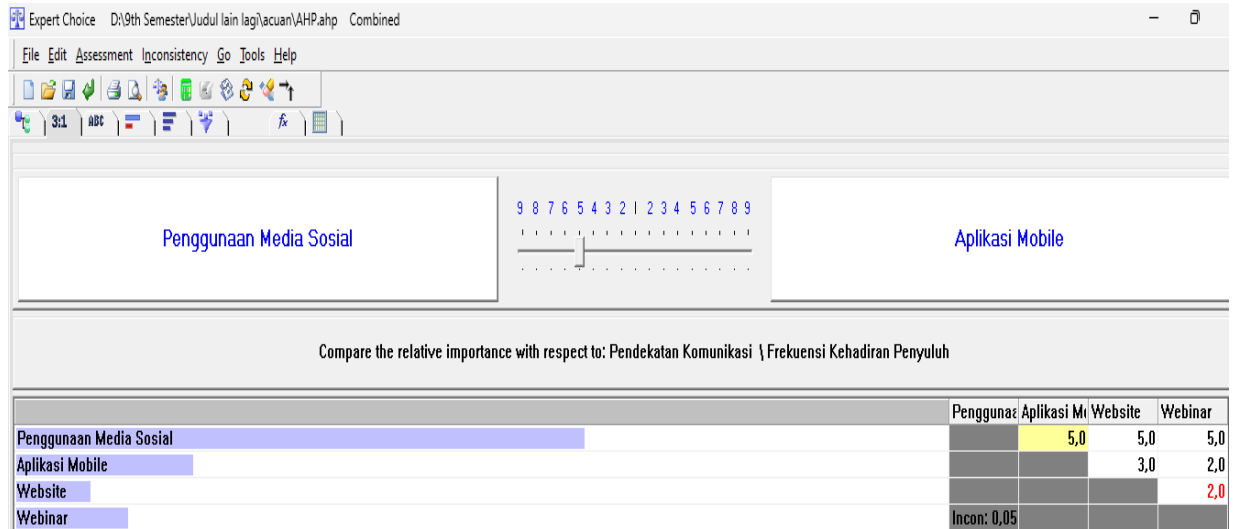 Expert Choice D:\9th Semester\Judul lain lagi\acuan\AHP.ahp Combined
File Edit Assessment Inconsistency Go Tools Help
3:1 ABC fx
9 8 7 6 5 4 3 2 1 2 3 4 5 6 7 8 9
Penggunaan Media Sosial Aplikasi Mobile
Compare the relative importance with respect to: Pendekatan Komunikasi \ Frekuensi Kehadiran Penyuluh
Penggunaa Aplikasi Mo Website Webinar
Penggunaan Media Sosial 5,0 5,0 5,0
Aplikasi Mobile 3,0 2,0
Website 2,0
Webinar Incon: 0,05